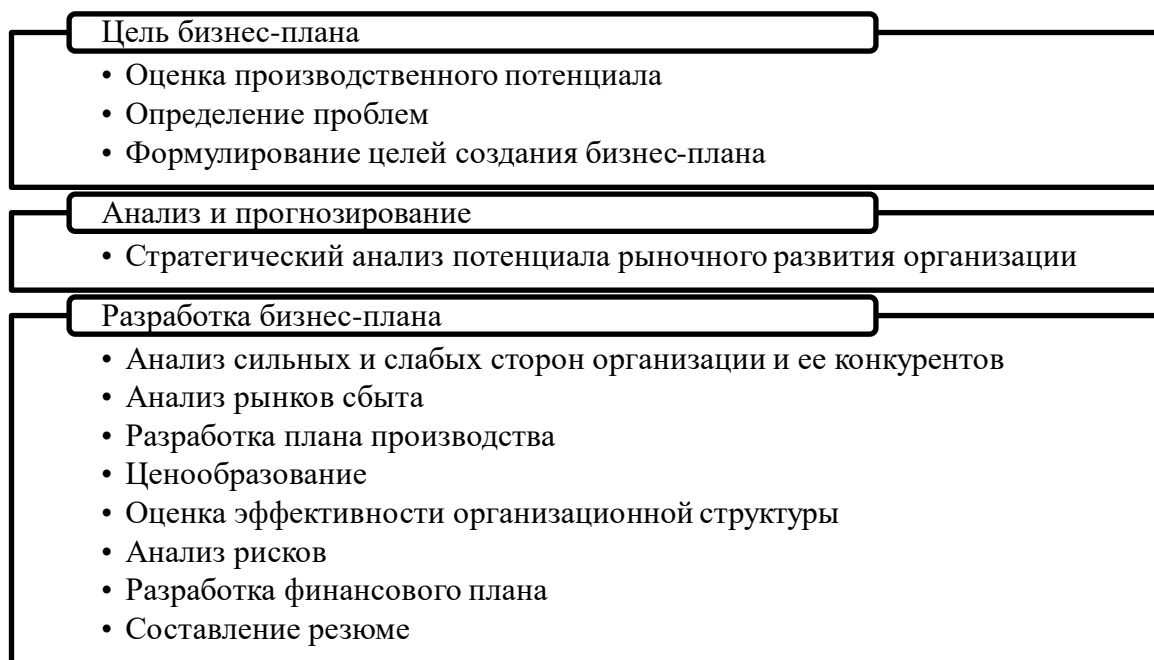 Цель бизнес-плана
• Оценка производственного потенциала
• Определение проблем
• Формулирование целей создания бизнес-плана
Анализ и прогнозирование
• Стратегический анализ потенциала рыночного развития организации
Разработка бизнес-плана
• Анализ сильных и слабых сторон организации и ее конкурентов
• Анализ рынков сбыта
• Разработка плана производства
• Ценообразование
• Оценка эффективности организационной структуры
• Анализ рисков
• Разработка финансового плана
• Составление резюме